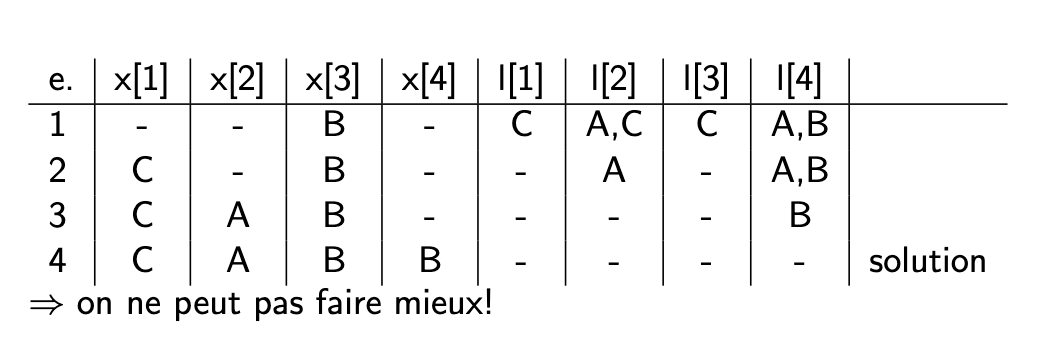 e. x[1] x[2] x[3] x[4] l[1] l[2] l[3] l[4]
1 - - B - C A,C C A,B
2 C - B - - A - A,B
3 C A B - - - - B
4 C A B B - - - - solution
⇒ on ne peut pas faire mieux!